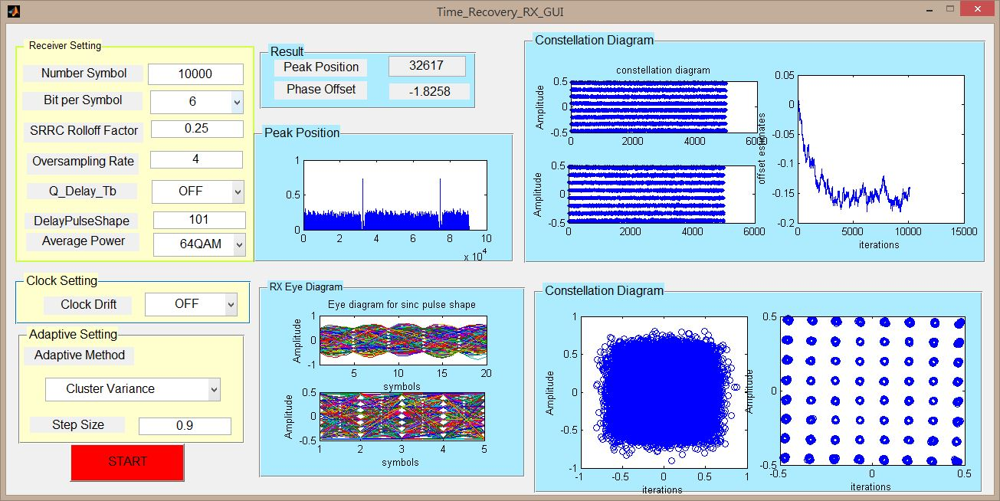 Time_Recovery_RX_GUI
Receiver Setting
Number Symbol
10000
Bit per Symbol
6
SRRC Rolloff Factor
0.25
Oversampling Rate
4
Q_Delay_Tb
OFF
DelayPulseShape
101
Average Power
64QAM
Clock Setting
Clock Drift
OFF
Adaptive Setting
Adaptive Method
Cluster Variance
Step Size
0.9
START
Result
Peak Position
32617
Phase Offset
-1.8258
Peak Position
1
0.5
0
0 2 4 6 8 10
x 10^4
RX Eye Diagram
Eye diagram for sinc pulse shape
Amplitude
1
0
-1
5 10 15 20
symbols
Amplitude
0.5
0
-0.5
1 2 3 4 5
symbols
Constellation Diagram
constellation diagram
Amplitude
0.5
0
-0.5
0 2000 4000 6000
Amplitude
0.5
0
-0.5
0 2000 4000 6000
offset estimates
0.05
0
-0.05
-0.1
-0.15
-0.2
0 5000 10000 15000
iterations
Constellation Diagram
Amplitude
1
0.5
0
-0.5
-1
-1 -0.5 0 0.5 1
iterations
Amplitude
0.5
0
-0.5
-0.5 0 0.5
iterations